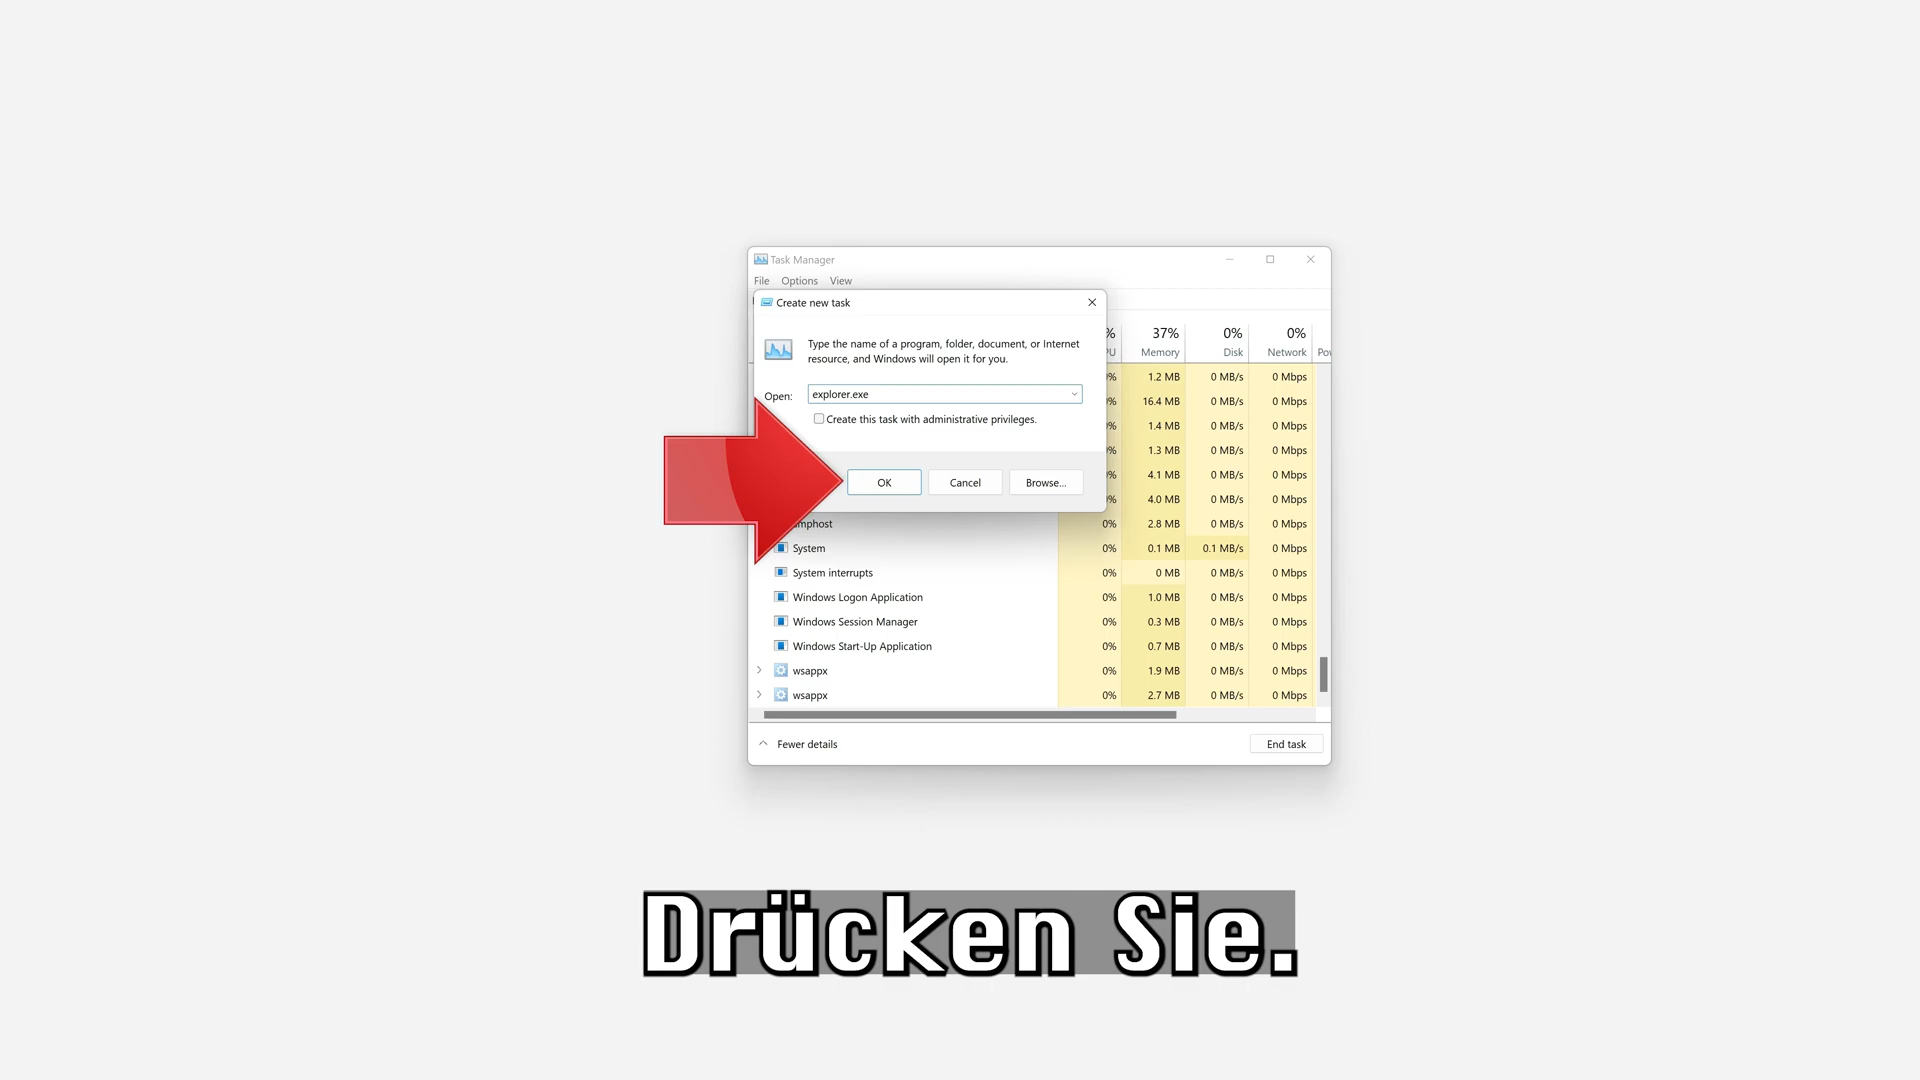 Task Manager
File Options View
Create new task
Type the name of a program, folder, document, or Internet
resource, and Windows will open it for you.
Open: explorer.exe
Create this task with administrative privileges.
OK Cancel Browse...
% 37% 0% 0%
Memory Disk Network
1.2 MB 0 MB/s 0 Mbps
16.4 MB 0 MB/s 0 Mbps
1.4 MB 0 MB/s 0 Mbps
1.3 MB 0 MB/s 0 Mbps
4.1 MB 0 MB/s 0 Mbps
4.0 MB 0 MB/s 0 Mbps
0% 2.8 MB 0 MB/s 0 Mbps
System 0% 0.1 MB 0.1 MB/s 0 Mbps
System interrupts 0% 0 MB 0 MB/s 0 Mbps
Windows Logon Application 0% 1.0 MB 0 MB/s 0 Mbps
Windows Session Manager 0% 0.3 MB 0 MB/s 0 Mbps
Windows Start-Up Application 0% 0.7 MB 0 MB/s 0 Mbps
wsappx 0% 1.9 MB 0 MB/s 0 Mbps
wsappx 0% 2.7 MB 0 MB/s 0 Mbps
Fewer details End task
Drücken Sie.